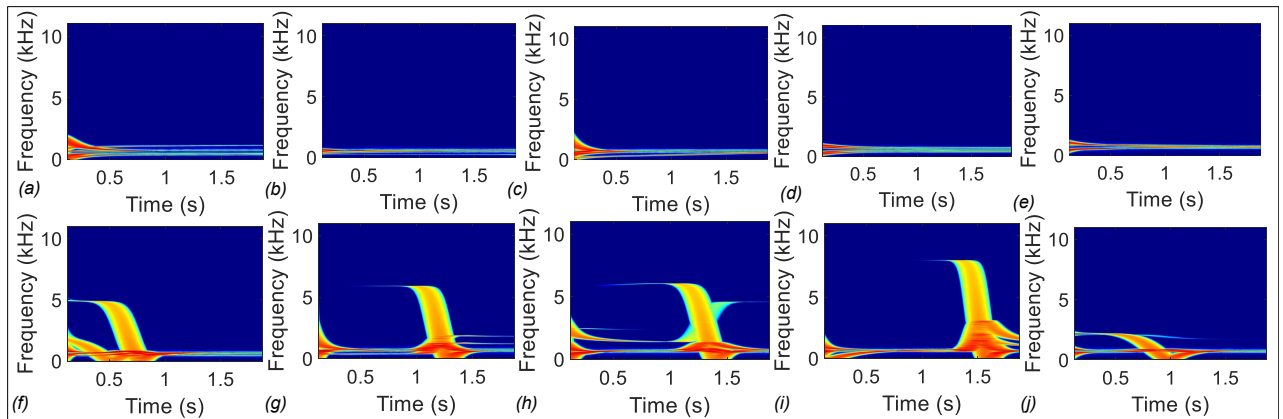 Frequency (kHz) 10 5 0 0.5 1 1.5 (a) Time (s)
Frequency (kHz) 10 5 0 0.5 1 1.5 (b) Time (s)
Frequency (kHz) 10 5 0 0.5 1 1.5 (c) Time (s)
Frequency (kHz) 10 5 0 0.5 1 1.5 (d) Time (s)
Frequency (kHz) 10 5 0 0.5 1 1.5 (e) Time (s)
Frequency (kHz) 10 5 0 0.5 1 1.5 (f) Time (s)
Frequency (kHz) 10 5 0 0.5 1 1.5 (g) Time (s)
Frequency (kHz) 10 5 0 0.5 1 1.5 (h) Time (s)
Frequency (kHz) 10 5 0 0.5 1 1.5 (i) Time (s)
Frequency (kHz) 10 5 0 0.5 1 1.5 (j) Time (s)